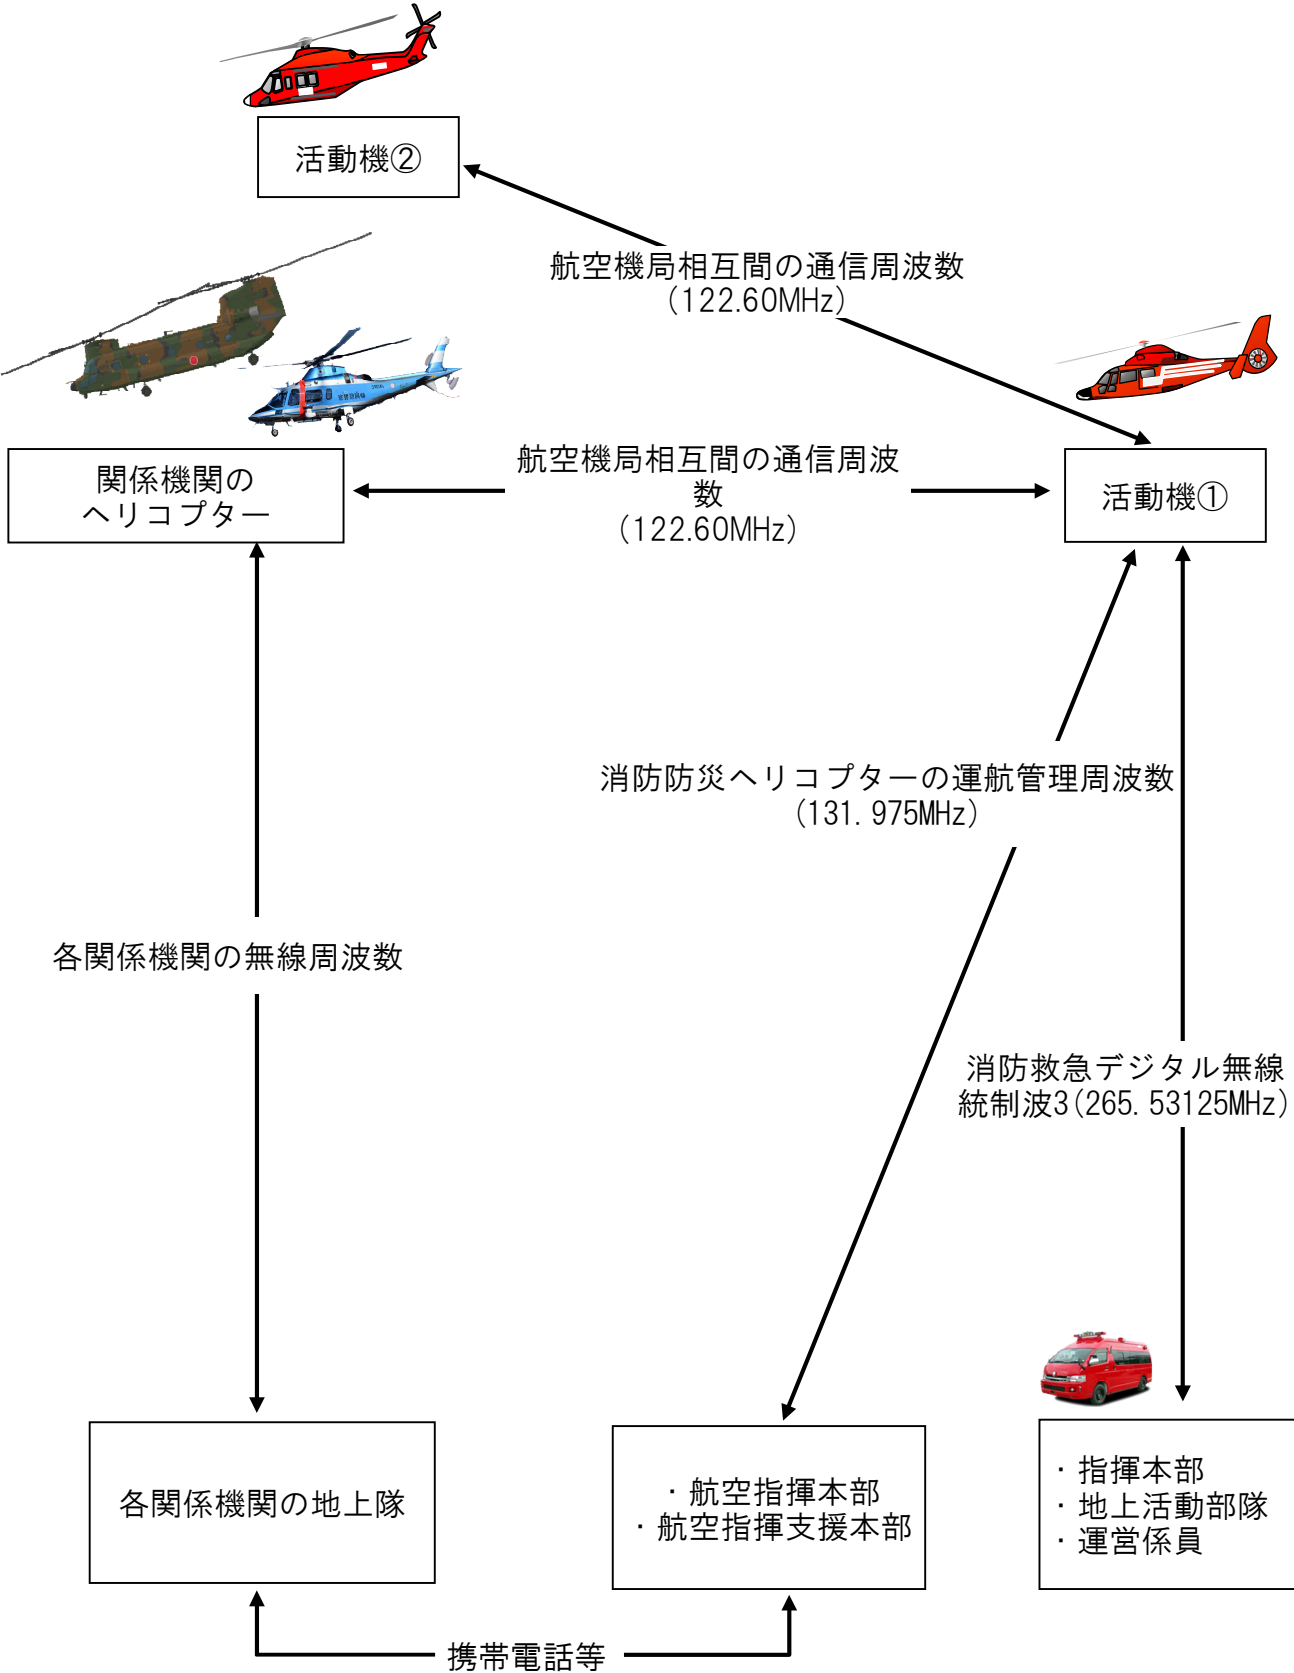 活動機②
航空機局相互間の通信周波数
(122.60MHz)
関係機関の
ヘリコプター
航空機局相互間の通信周波
数
(122.60MHz)
活動機①
消防防災ヘリコプターの運航管理周波数
(131.975MHz)
各関係機関の無線周波数
消防救急デジタル無線
統制波3(265.53125MHz)
各関係機関の地上隊
・航空指揮本部
・航空指揮支援本部
・指揮本部
・地上活動部隊
・運営係員
携帯電話等